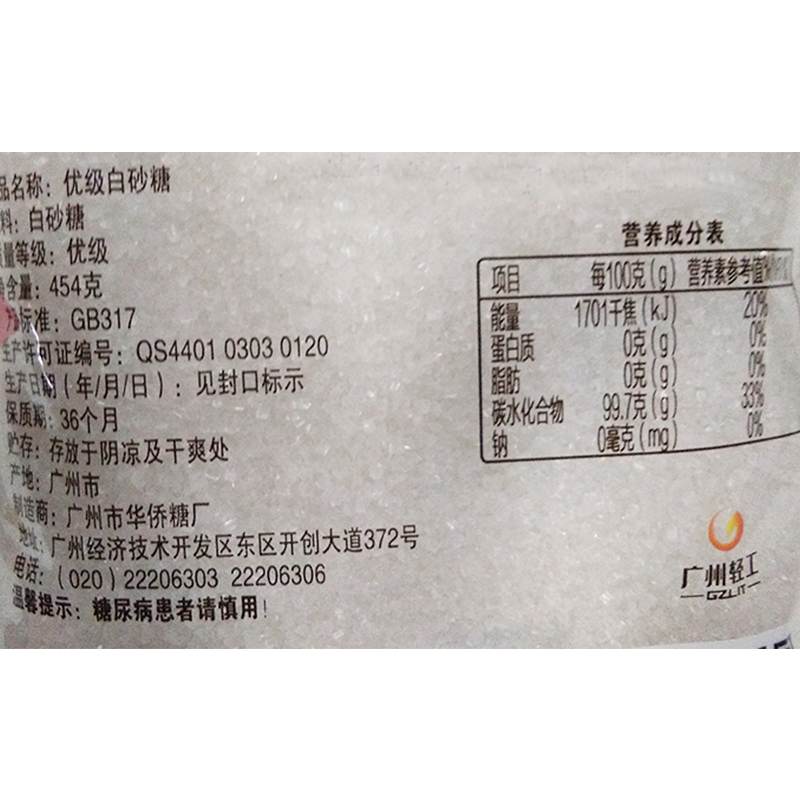 品名称：优级白砂糖
料：白砂糖
量等级：优级
含量：454克
标准：GB317
生产许可证编号：QS4401 0303 0120
生产日期（年/月/日）：见封口标示
保质期：36个月
贮存：存放于阴凉及干爽处
产地：广州市
制造商：广州市华侨糖厂
地址：广州经济技术开发区东区开创大道372号
电话：（020）22206303 22206306
温馨提示：糖尿病患者请慎用！
营养成分表
项目 每100克(g) 营养素参考值%
能量 1701千焦(kJ) 20%
蛋白质 0克(g) 0%
脂肪 0克(g) 0%
碳水化合物 99.7克(g) 33%
钠 0毫克(mg) 0%
广州轻工
GZLIT